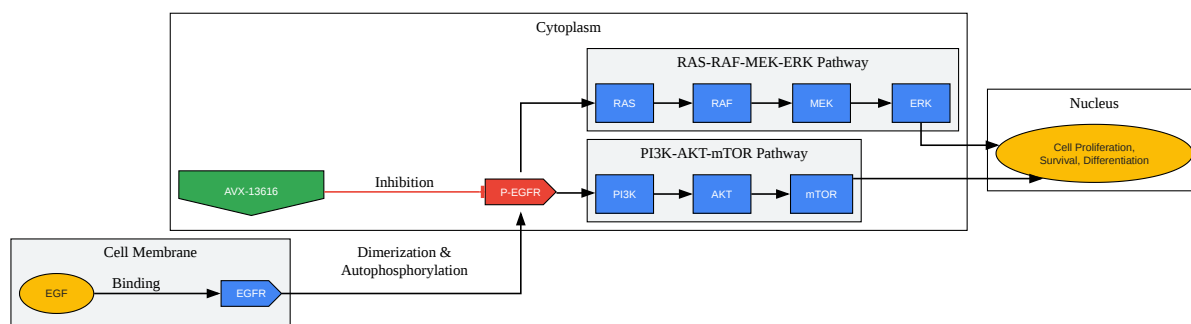 Cytoplasm
RAS-RAF-MEK-ERK Pathway
RAS
RAF
MEK
ERK
Nucleus
Cell Proliferation,
Survival, Differentiation
PI3K-AKT-mTOR Pathway
AVX-13616
Inhibition
P-EGFR
PI3K
AKT
mTOR
Cell Membrane
Dimerization &
Autophosphorylation
EGF
Binding
EGFR